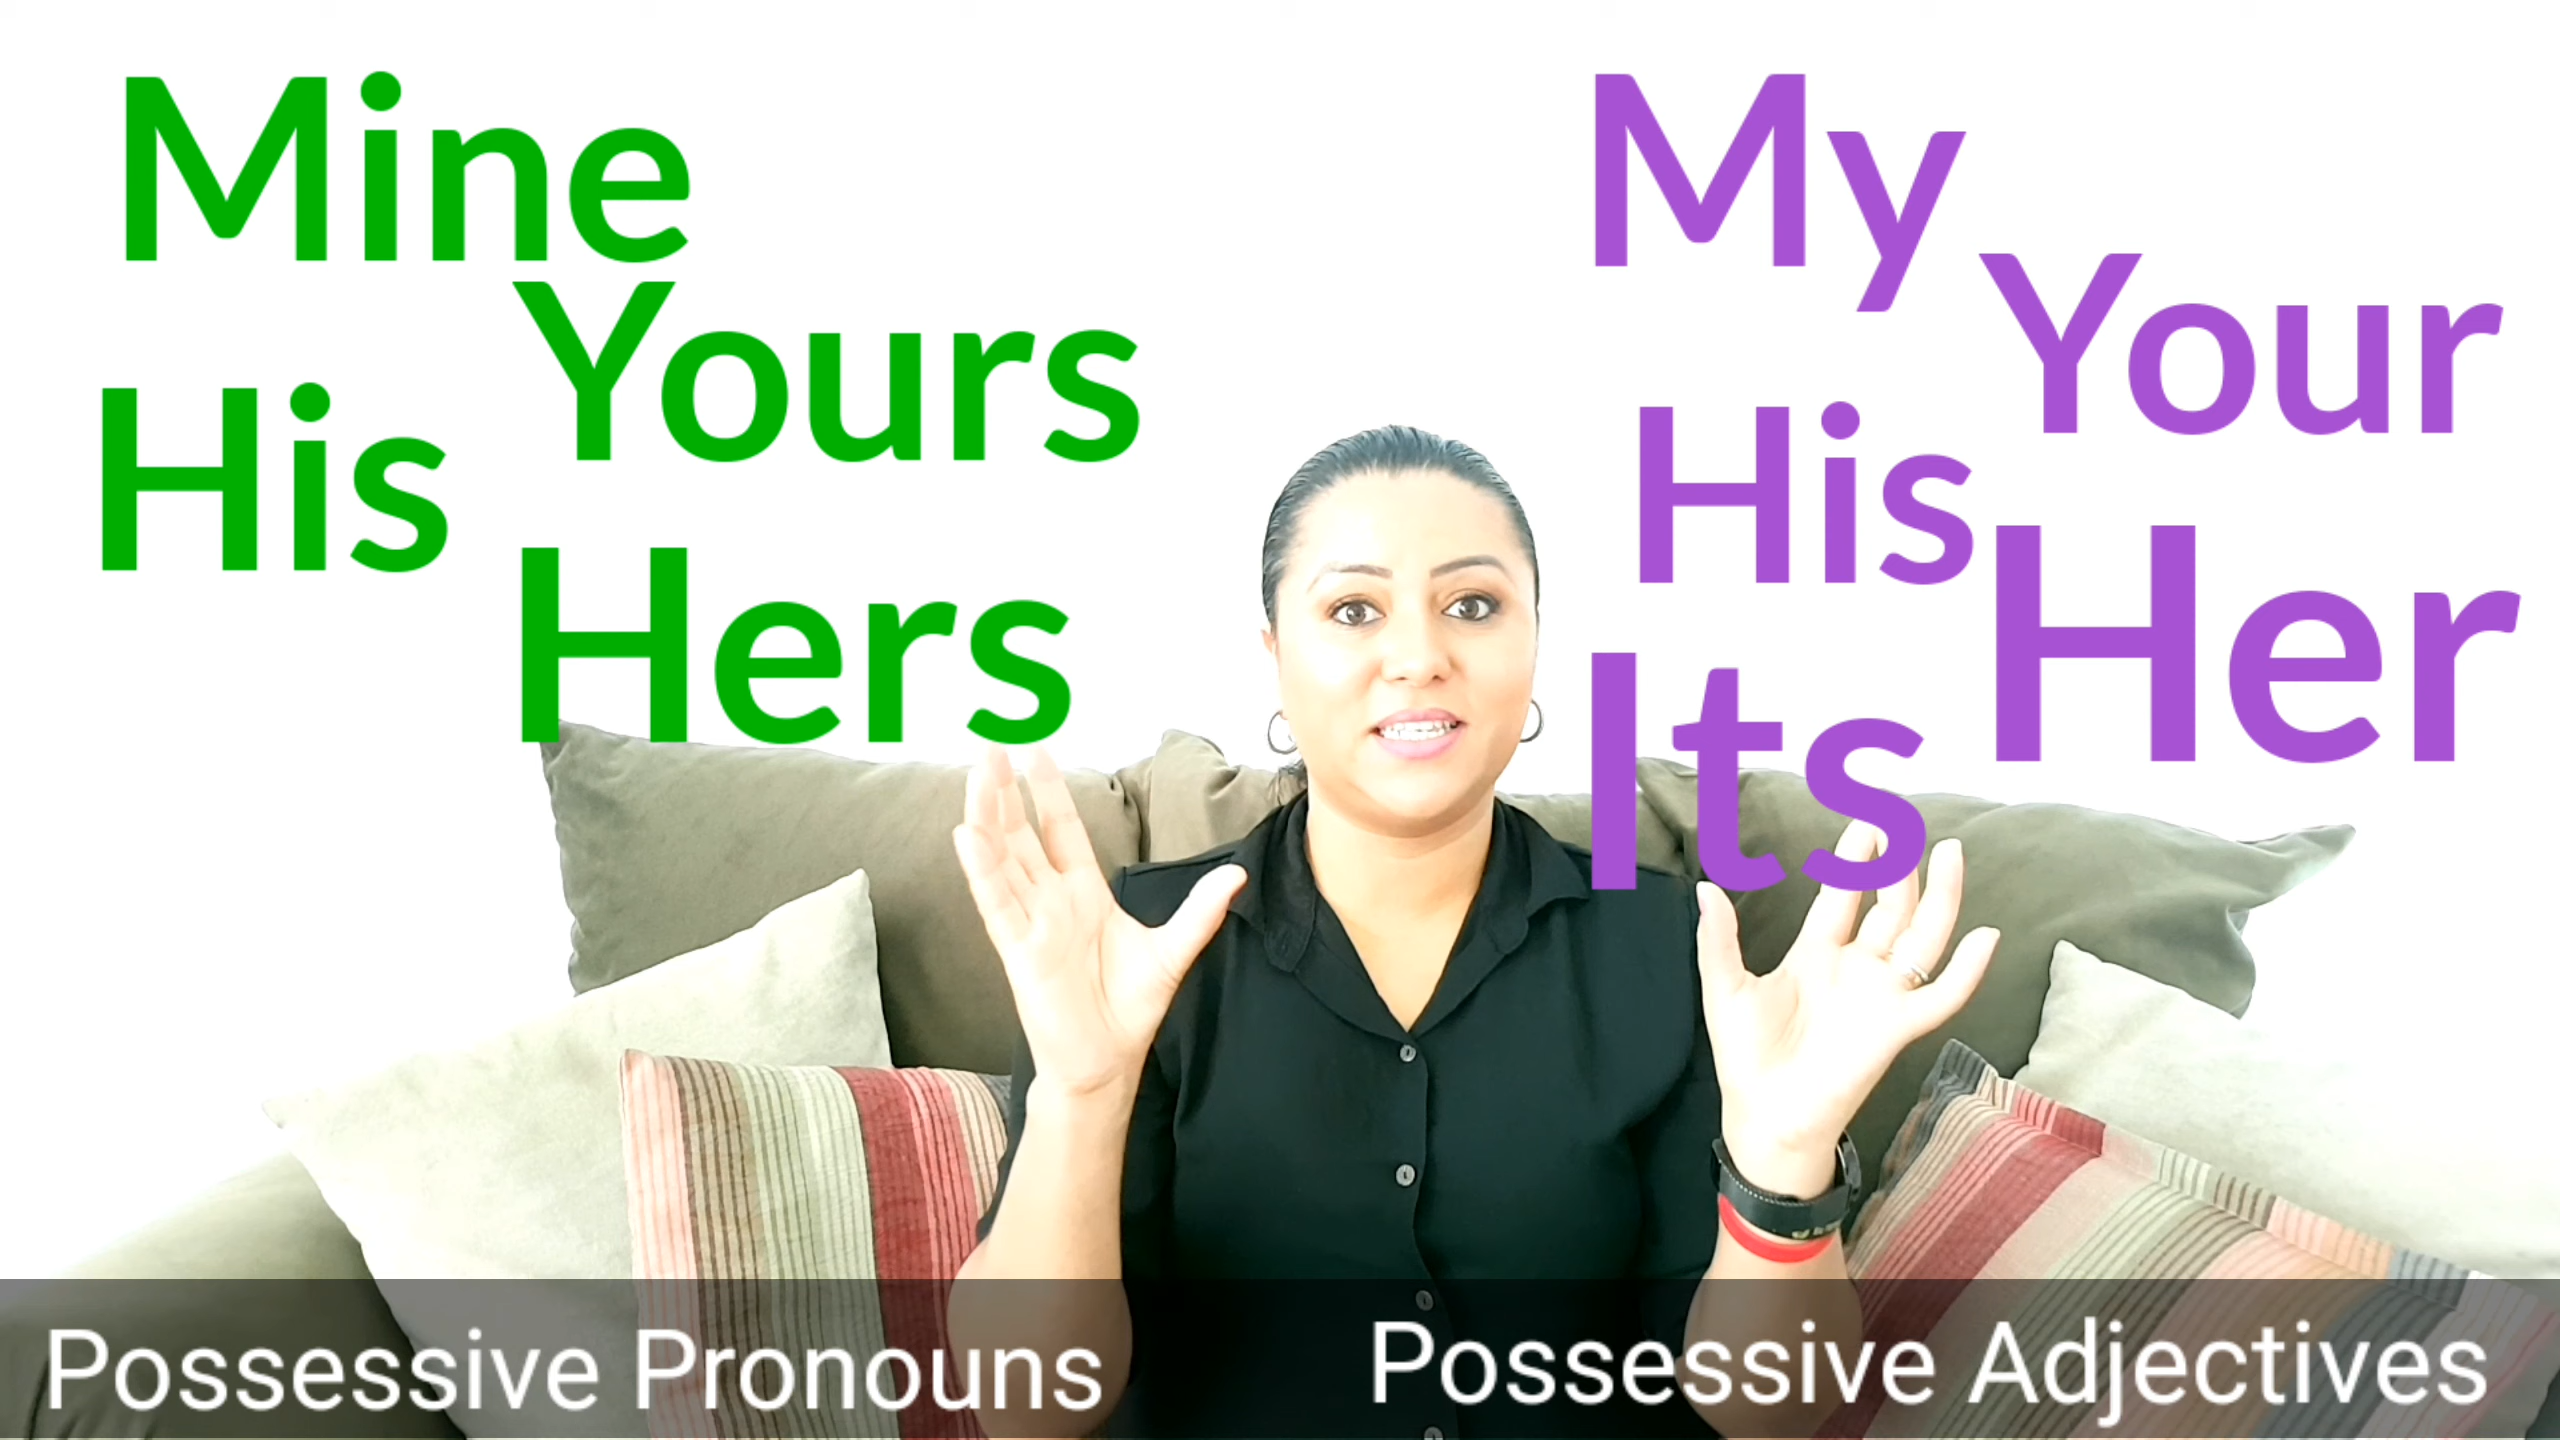 Mine
Yours
His
Hers
My
Your
His
Her
Its
Possessive Pronouns
Possessive Adjectives